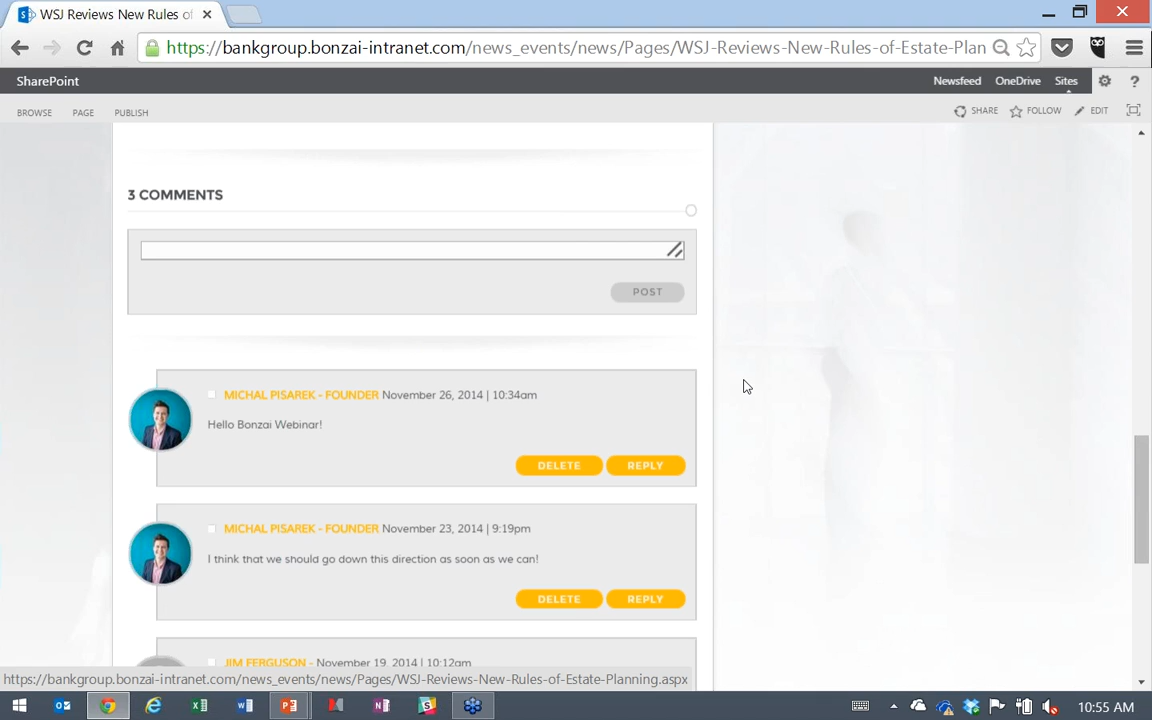 WSJ Reviews New Rules of
https://bankgroup.bonzai-intranet.com/news_events/news/Pages/WSJ-Reviews-New-Rules-of-Estate-Plan
SharePoint
Newsfeed OneDrive Sites ?
BROWSE PAGE PUBLISH SHARE FOLLOW EDIT
3 COMMENTS
POST
MICHAL PISAREK - FOUNDER November 26, 2014 | 10:34am
Hello Bonzai Webinar!
DELETE REPLY
MICHAL PISAREK - FOUNDER November 23, 2014 | 9:19pm
I think that we should go down this direction as soon as we can!
DELETE REPLY
JIM FERGUSON - November 19, 2014 | 10:12am
https://bankgroup.bonzai-intranet.com/news_events/news/Pages/WSJ-Reviews-New-Rules-of-Estate-Planning.aspx
10:55 AM